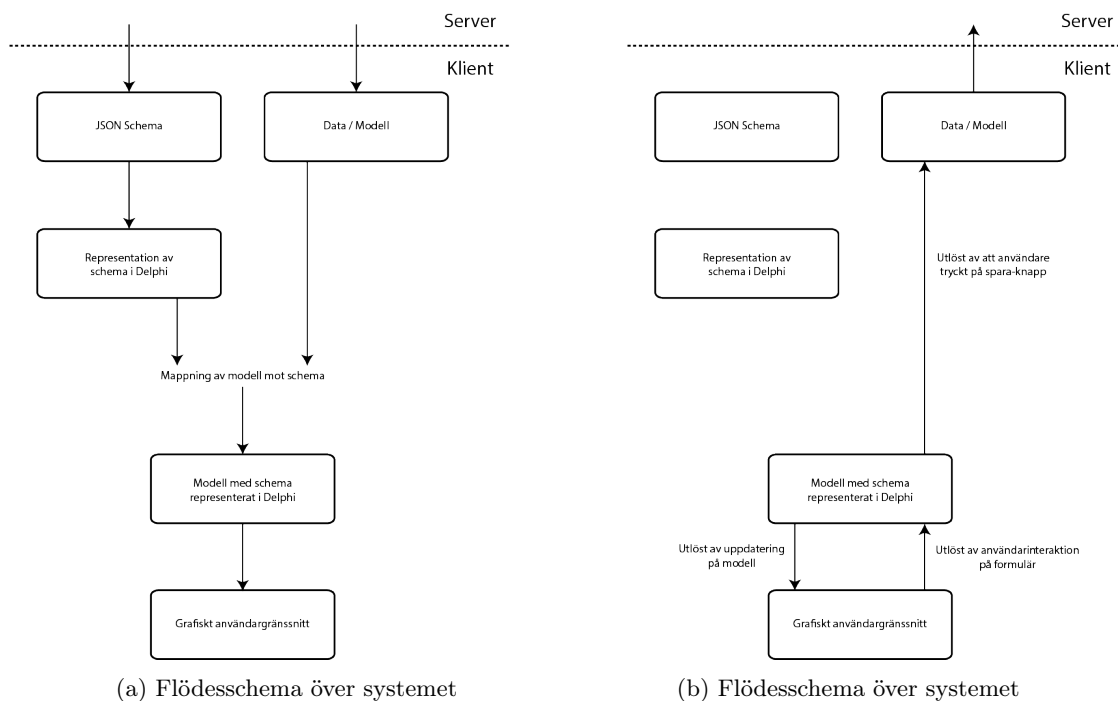 Server
Klient
JSON Schema
Data / Modell
Representation av
schema i Delphi
Mappning av modell mot schema
Modell med schema
representerat i Delphi
Grafiskt användargränssnitt
(a) Flödesschema över systemet
Server
Klient
JSON Schema
Data / Modell
Representation av
schema i Delphi
Utlöst av att användare
tryckt på spara-knapp
Modell med schema
representerat i Delphi
Utlöst av uppdatering
på modell
Utlöst av användarinteraktion
på formulär
Grafiskt användargränssnitt
(b) Flödesschema över systemet